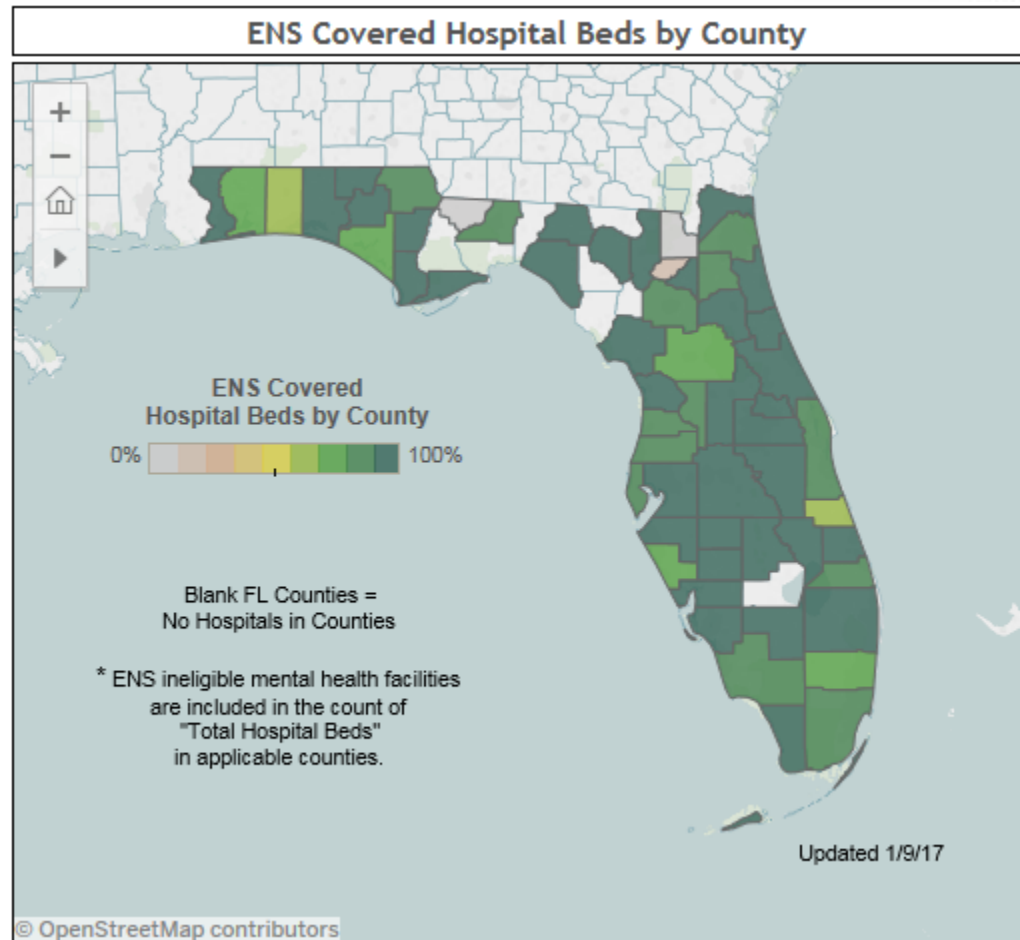 ENS Covered Hospital Beds by County
+
−
ENS Covered
Hospital Beds by County
0% 100%
Blank FL Counties =
No Hospitals in Counties
* ENS ineligible mental health facilities
are included in the count of
"Total Hospital Beds"
in applicable counties.
Updated 1/9/17
© OpenStreetMap contributors